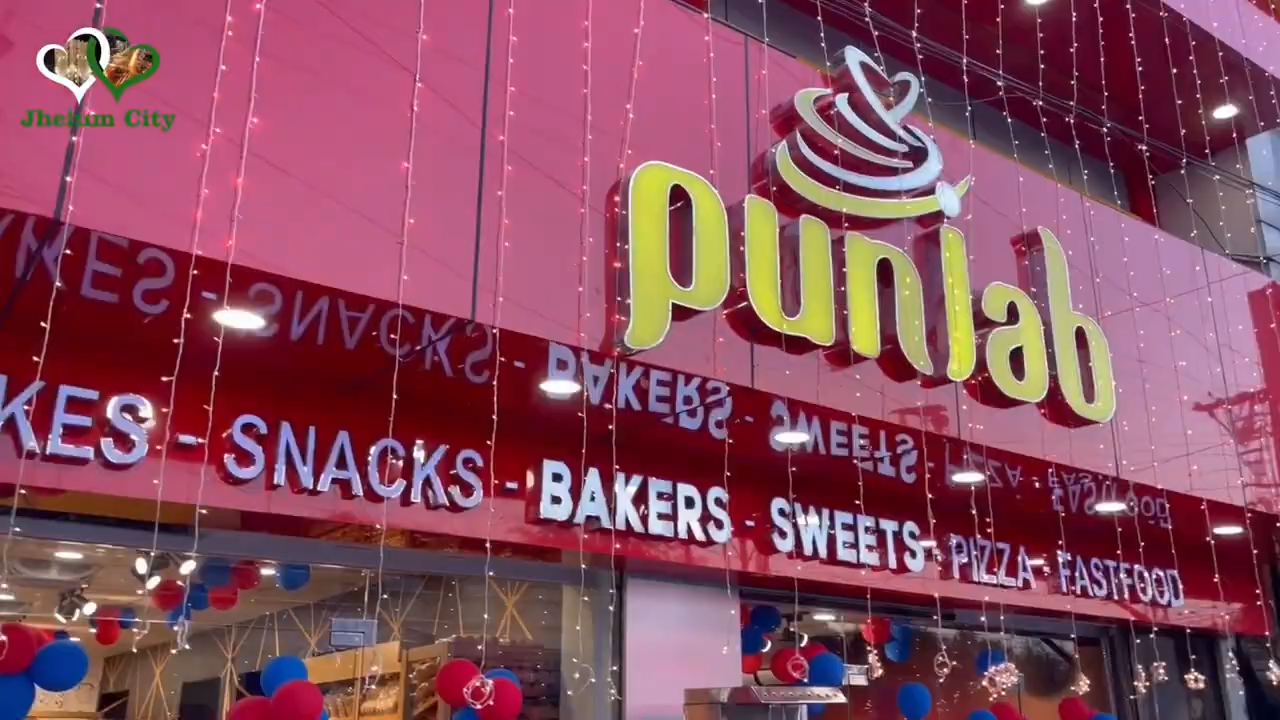 Jhelum City
punjab
KES - SNACKS - BAKERS - SWEETS - PIZZA - FASTFOOD